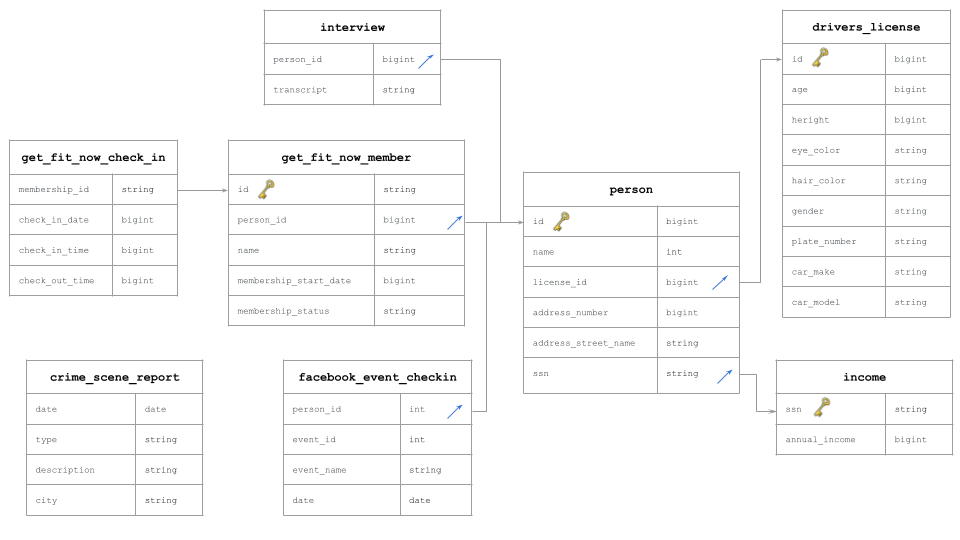 interview
person_id bigint
transcript string
drivers_license
id bigint
age bigint
heright bigint
eye_color string
hair_color string
gender string
plate_number string
car_make string
car_model string
get_fit_now_check_in
membership_id string
check_in_date bigint
check_in_time bigint
check_out_time bigint
get_fit_now_member
id string
person_id bigint
name string
membership_start_date bigint
membership_status string
person
id bigint
name int
license_id bigint
address_number bigint
address_street_name string
ssn string
crime_scene_report
date date
type string
description string
city string
facebook_event_checkin
person_id int
event_id int
event_name string
date date
income
ssn string
annual_income bigint